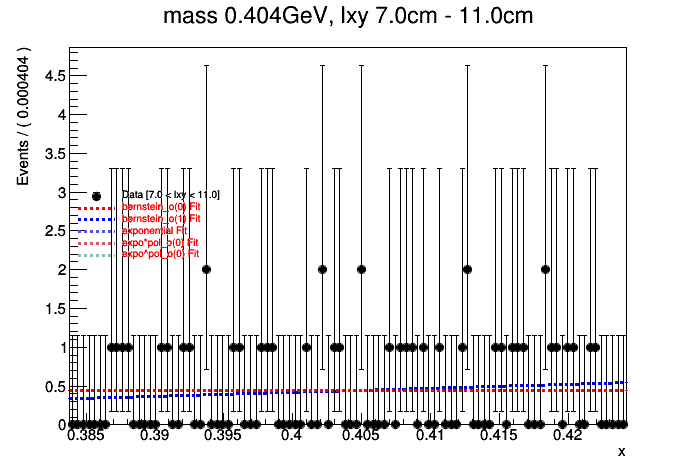 mass 0.404GeV, lxy 7.0cm - 11.0cm
Events / ( 0.000404 )
4.5
4
3.5
3
2.5
2
1.5
1
0.5
0
Data [7.0 < lxy < 11.0]
bernstein_o(0) Fit
bernstein_o(1) Fit
exponential Fit
expo*pol_o(0) Fit
expo^pol_o(0) Fit
0.385 0.39 0.395 0.4 0.405 0.41 0.415 0.42
x